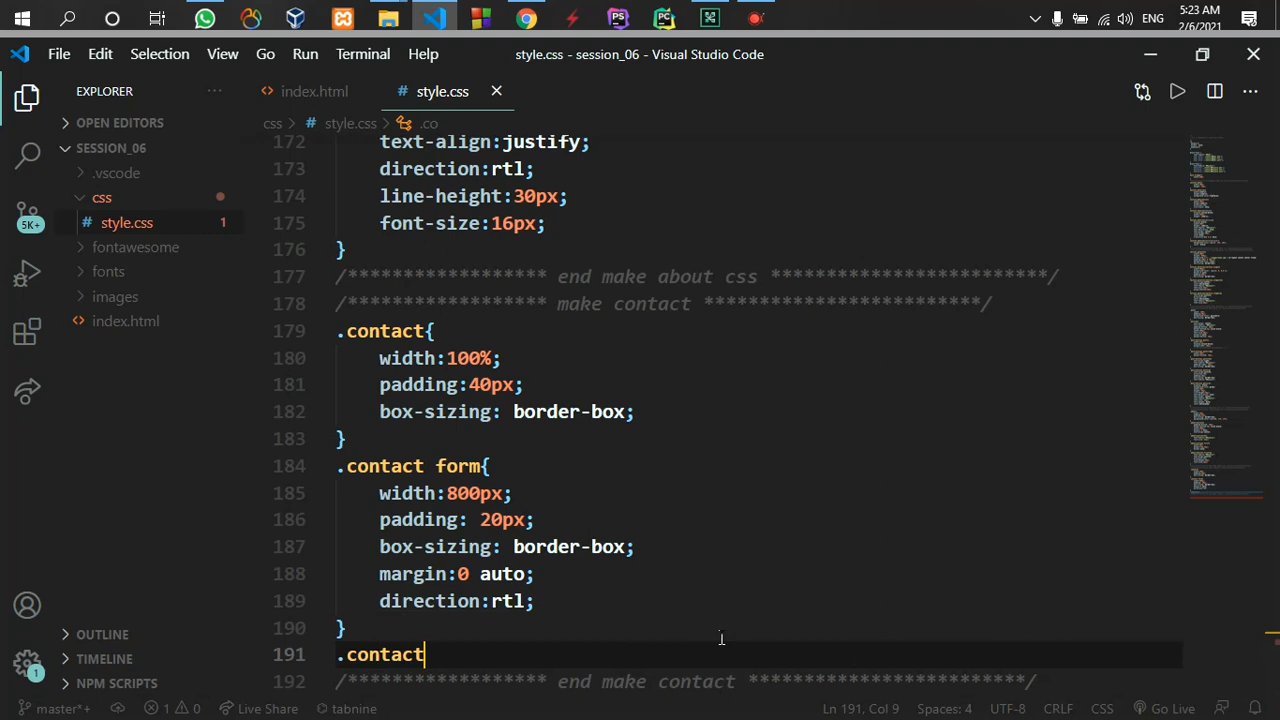 ENG
5:23 AM
2/6/2021
File Edit Selection View Go Run Terminal Help
style.css - session_06 - Visual Studio Code
EXPLORER
index.html
style.css
css > style.css > .co
OPEN EDITORS
SESSION_06
.vscode
css
style.css 1
fontawesome
fonts
images
index.html
5K+
172 text-align:justify;
173 direction:rtl;
174 line-height:30px;
175 font-size:16px;
176 }
177 /****************** end make about css *************************/
178 /****************** make contact *************************/
179 .contact{
180 width:100%;
181 padding:40px;
182 box-sizing: border-box;
183 }
184 .contact form{
185 width:800px;
186 padding: 20px;
187 box-sizing: border-box;
188 margin:0 auto;
189 direction:rtl;
190 }
191 .contact
192 /****************** end make contact *************************/
OUTLINE
TIMELINE
NPM SCRIPTS
1
master*+ 1 0 Live Share tabnine Ln 191, Col 9 Spaces: 4 UTF-8 CRLF CSS Go Live